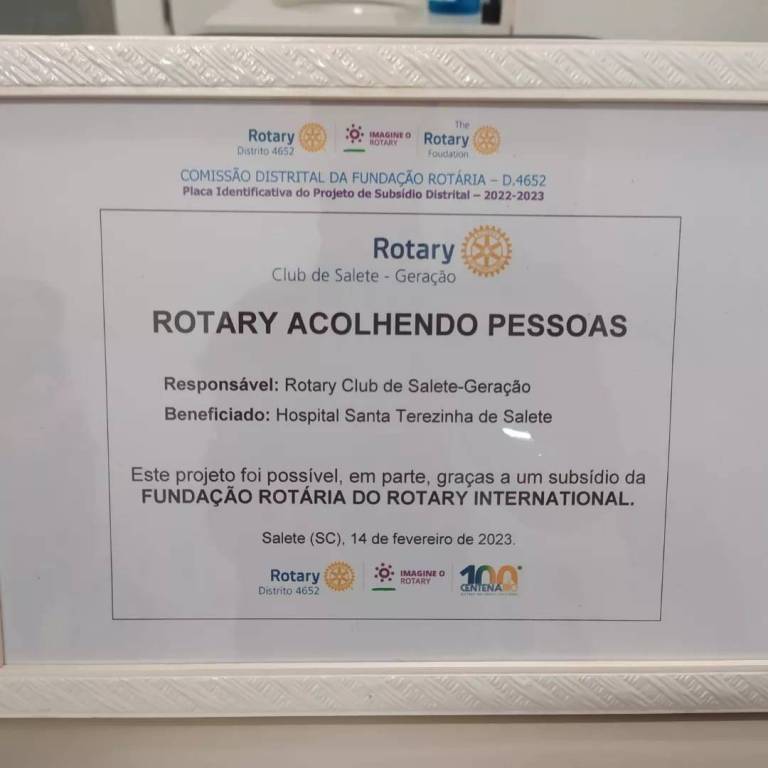 Rotary
Distrito 4652
IMAGINE O
ROTARY
The
Rotary
Foudation
COMISSÃO DISTRITAL DA FUNDAÇÃO ROTÁRIA – D.4652
Placa Identificativa do Projeto de Subsídio Distrital – 2022-2023
Rotary
Club de Salete - Geração
ROTARY ACOLHENDO PESSOAS
Responsável: Rotary Club de Salete-Geração
Beneficiado: Hospital Santa Terezinha de Salete
Este projeto foi possível, em parte, graças a um subsídio da
FUNDAÇÃO ROTÁRIA DO ROTARY INTERNATIONAL.
Salete (SC), 14 de fevereiro de 2023.
Rotary
Distrito 4652
IMAGINE O
ROTARY
100
CENTENÁRIO